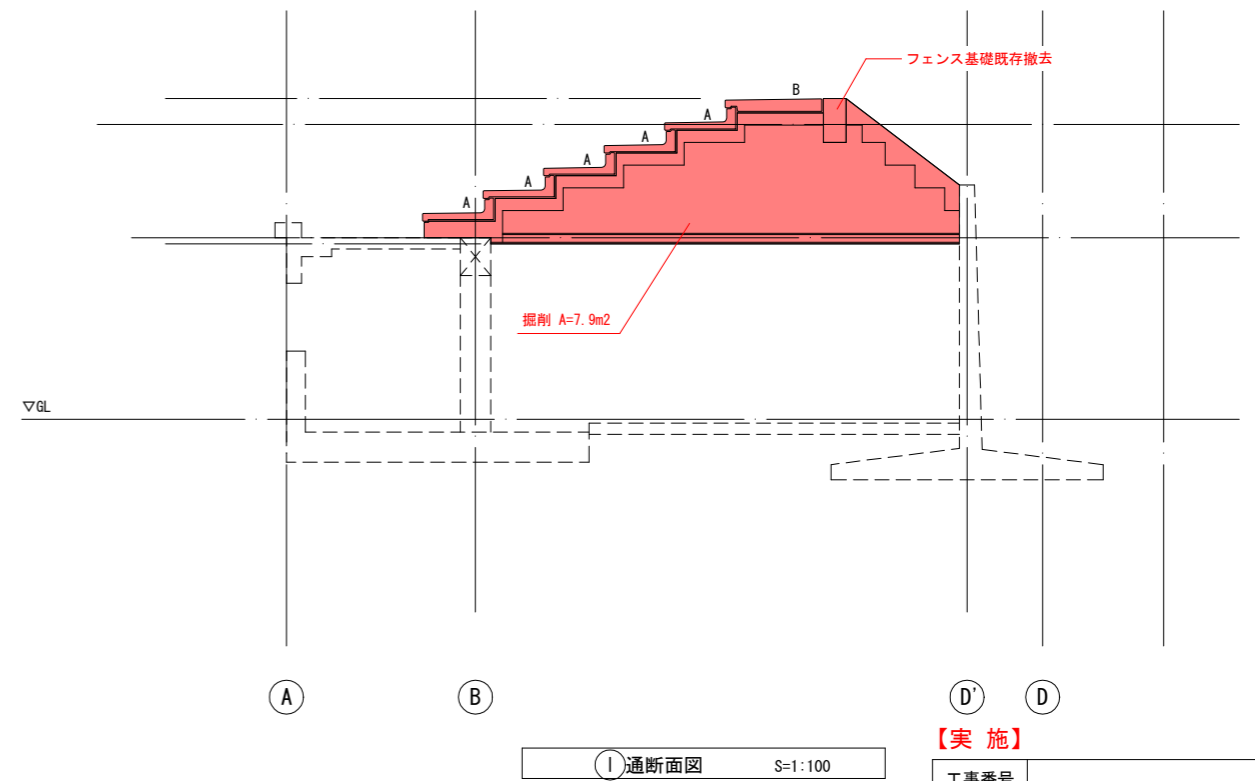 フェンス基礎既存撤去
B
A
A
A
A
A
掘削 A=7.9m2
▽GL
A
B
D'
D
【実 施】
I通断面図 S=1:100
工事番号